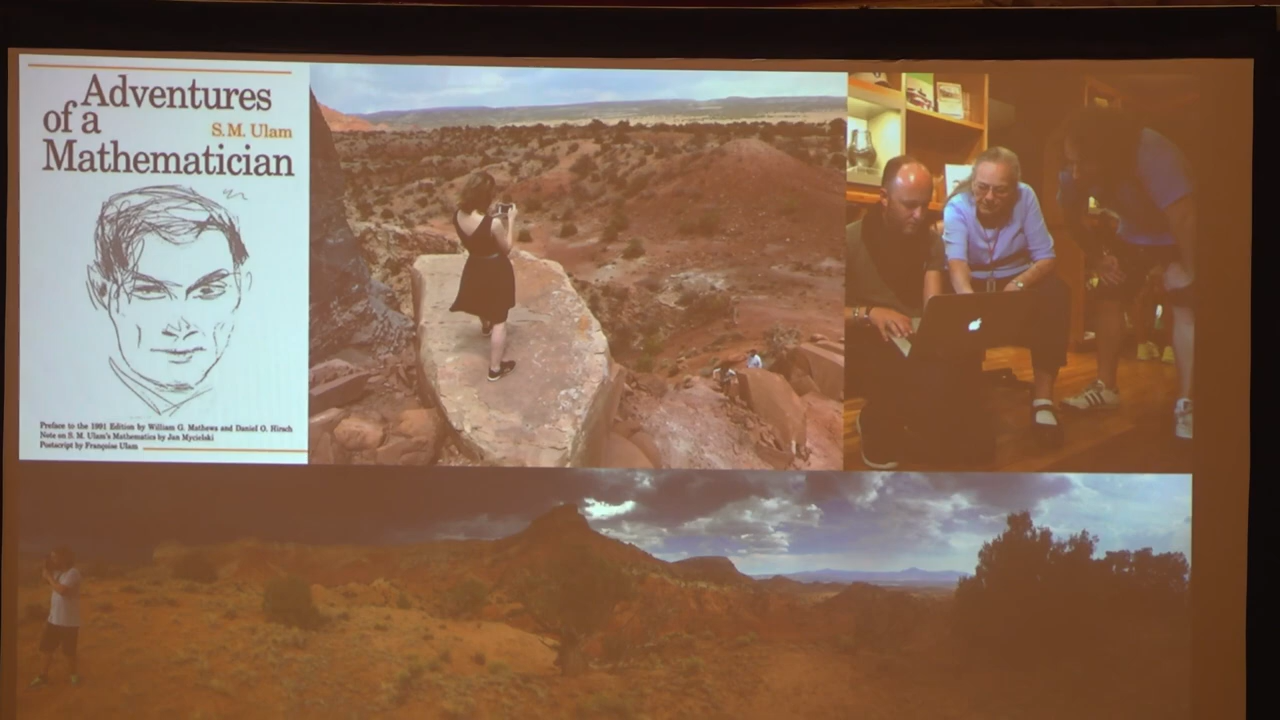 Adventures
of a
S.M. Ulam
Mathematician
Preface to the 1991 Edition by William G. Mathews and Daniel O. Hirsch
Note on S. M. Ulam's Mathematics by Jan Mycielski
Postscript by Françoise Ulam